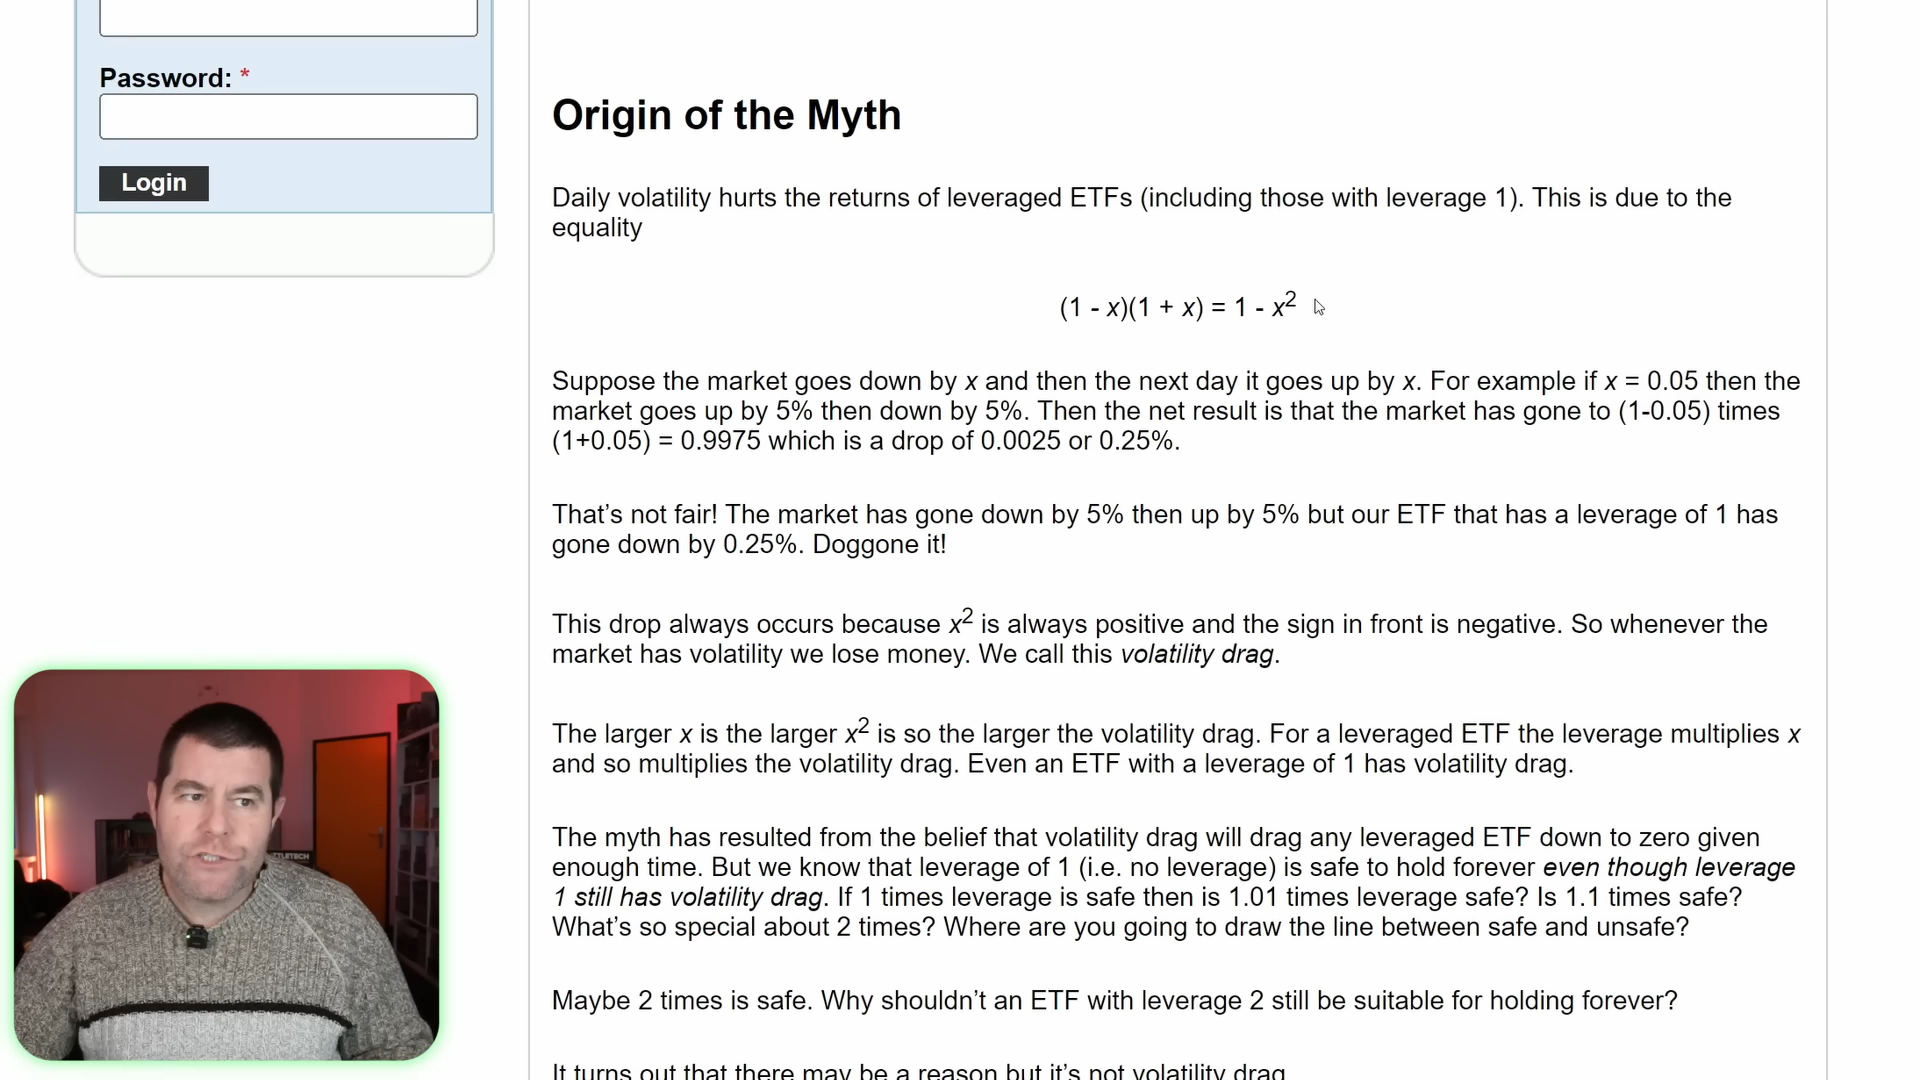 Password: *
Login
Origin of the Myth
Daily volatility hurts the returns of leveraged ETFs (including those with leverage 1). This is due to the
equality
(1 - x)(1 + x) = 1 - x²
Suppose the market goes down by x and then the next day it goes up by x. For example if x = 0.05 then the
market goes up by 5% then down by 5%. Then the net result is that the market has gone to (1-0.05) times
(1+0.05) = 0.9975 which is a drop of 0.0025 or 0.25%.
That's not fair! The market has gone down by 5% then up by 5% but our ETF that has a leverage of 1 has
gone down by 0.25%. Doggone it!
This drop always occurs because x² is always positive and the sign in front is negative. So whenever the
market has volatility we lose money. We call this volatility drag.
The larger x is the larger x² is so the larger the volatility drag. For a leveraged ETF the leverage multiplies x
and so multiplies the volatility drag. Even an ETF with a leverage of 1 has volatility drag.
The myth has resulted from the belief that volatility drag will drag any leveraged ETF down to zero given
enough time. But we know that leverage of 1 (i.e. no leverage) is safe to hold forever even though leverage
1 still has volatility drag. If 1 times leverage is safe then is 1.01 times leverage safe? Is 1.1 times safe?
What's so special about 2 times? Where are you going to draw the line between safe and unsafe?
Maybe 2 times is safe. Why shouldn't an ETF with leverage 2 still be suitable for holding forever?
It turns out that there may be a reason but it's not volatility drag